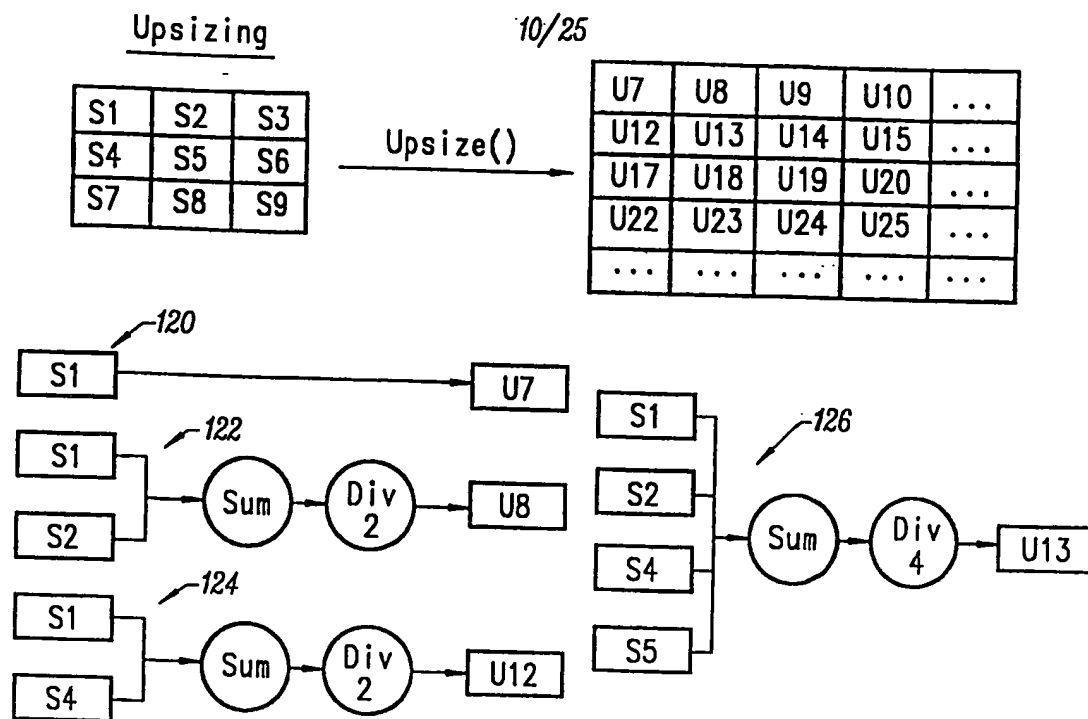 Upsizing
10/25
S1 S2 S3
S4 S5 S6
S7 S8 S9
Upsize()
U7 U8 U9 U10 ...
U12 U13 U14 U15 ...
U17 U18 U19 U20 ...
U22 U23 U24 U25 ...
... ... ... ... ...
120
S1 U7
122
S1
S2
Sum
Div
2
U8
124
S1
S4
Sum
Div
2
U12
126
S1
S2
S4
S5
Sum
Div
4
U13